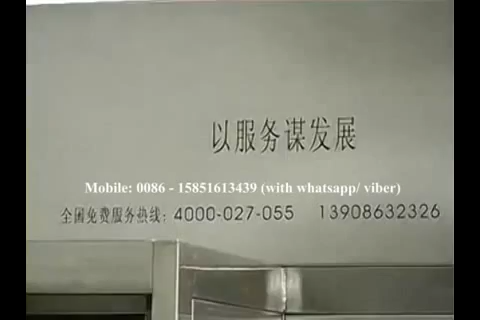 以服务谋发展
Mobile: 0086 - 15851613439 (with whatsapp/ viber)
全国免费服务热线: 4000-027-055 13908632326